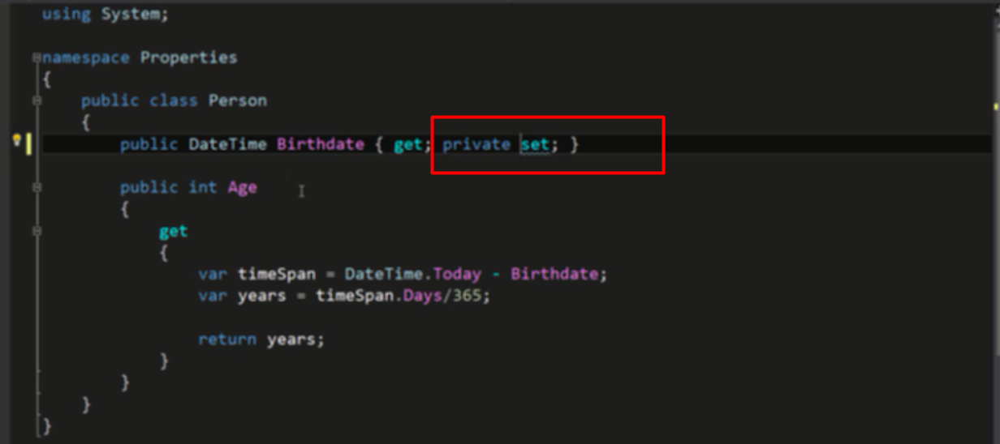 using System;
namespace Properties
{
public class Person
{
public DateTime Birthdate { get; private set; }
public int Age
{
get
{
var timeSpan = DateTime.Today - Birthdate;
var years = timeSpan.Days/365;
return years;
}
}
}
}